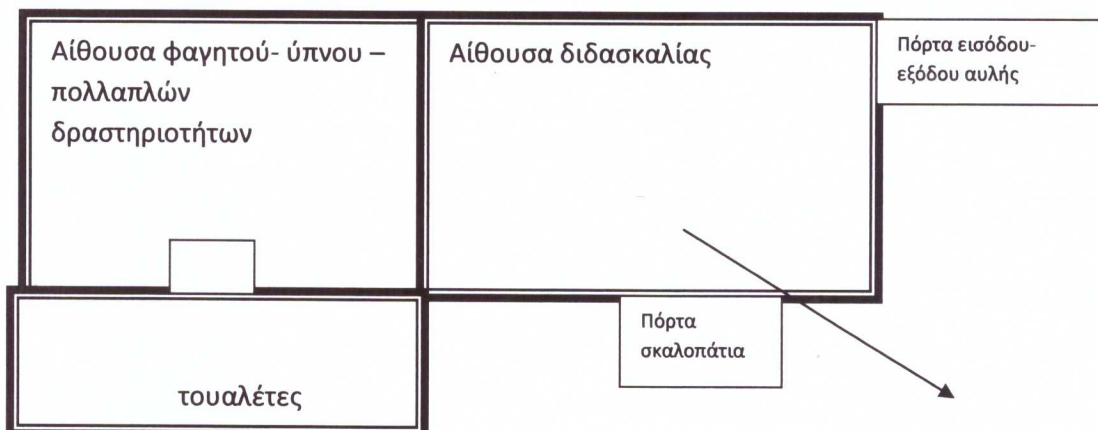 Αίθουσα φαγητού- ύπνου –
πολλαπλών
δραστηριοτήτων
Αίθουσα διδασκαλίας
Πόρτα εισόδου-
εξόδου αυλής
Πόρτα
σκαλοπάτια
τουαλέτες